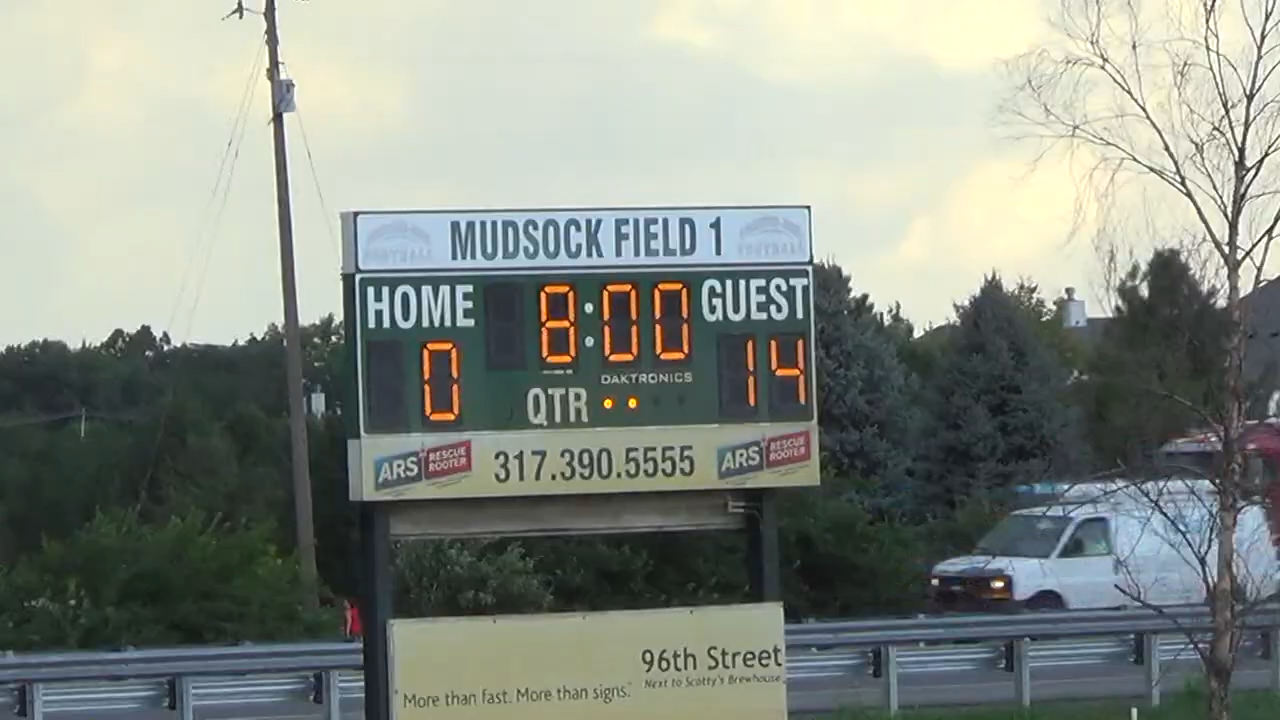 MUDSOCK FIELD 1
HOME 8:00 GUEST
0 14
DAKTRONICS
QTR
ARS RESCUE ROOTER 317.390.5555 ARS RESCUE ROOTER
96th Street
Next to Scotty's Brewhouse
"More than fast. More than signs."